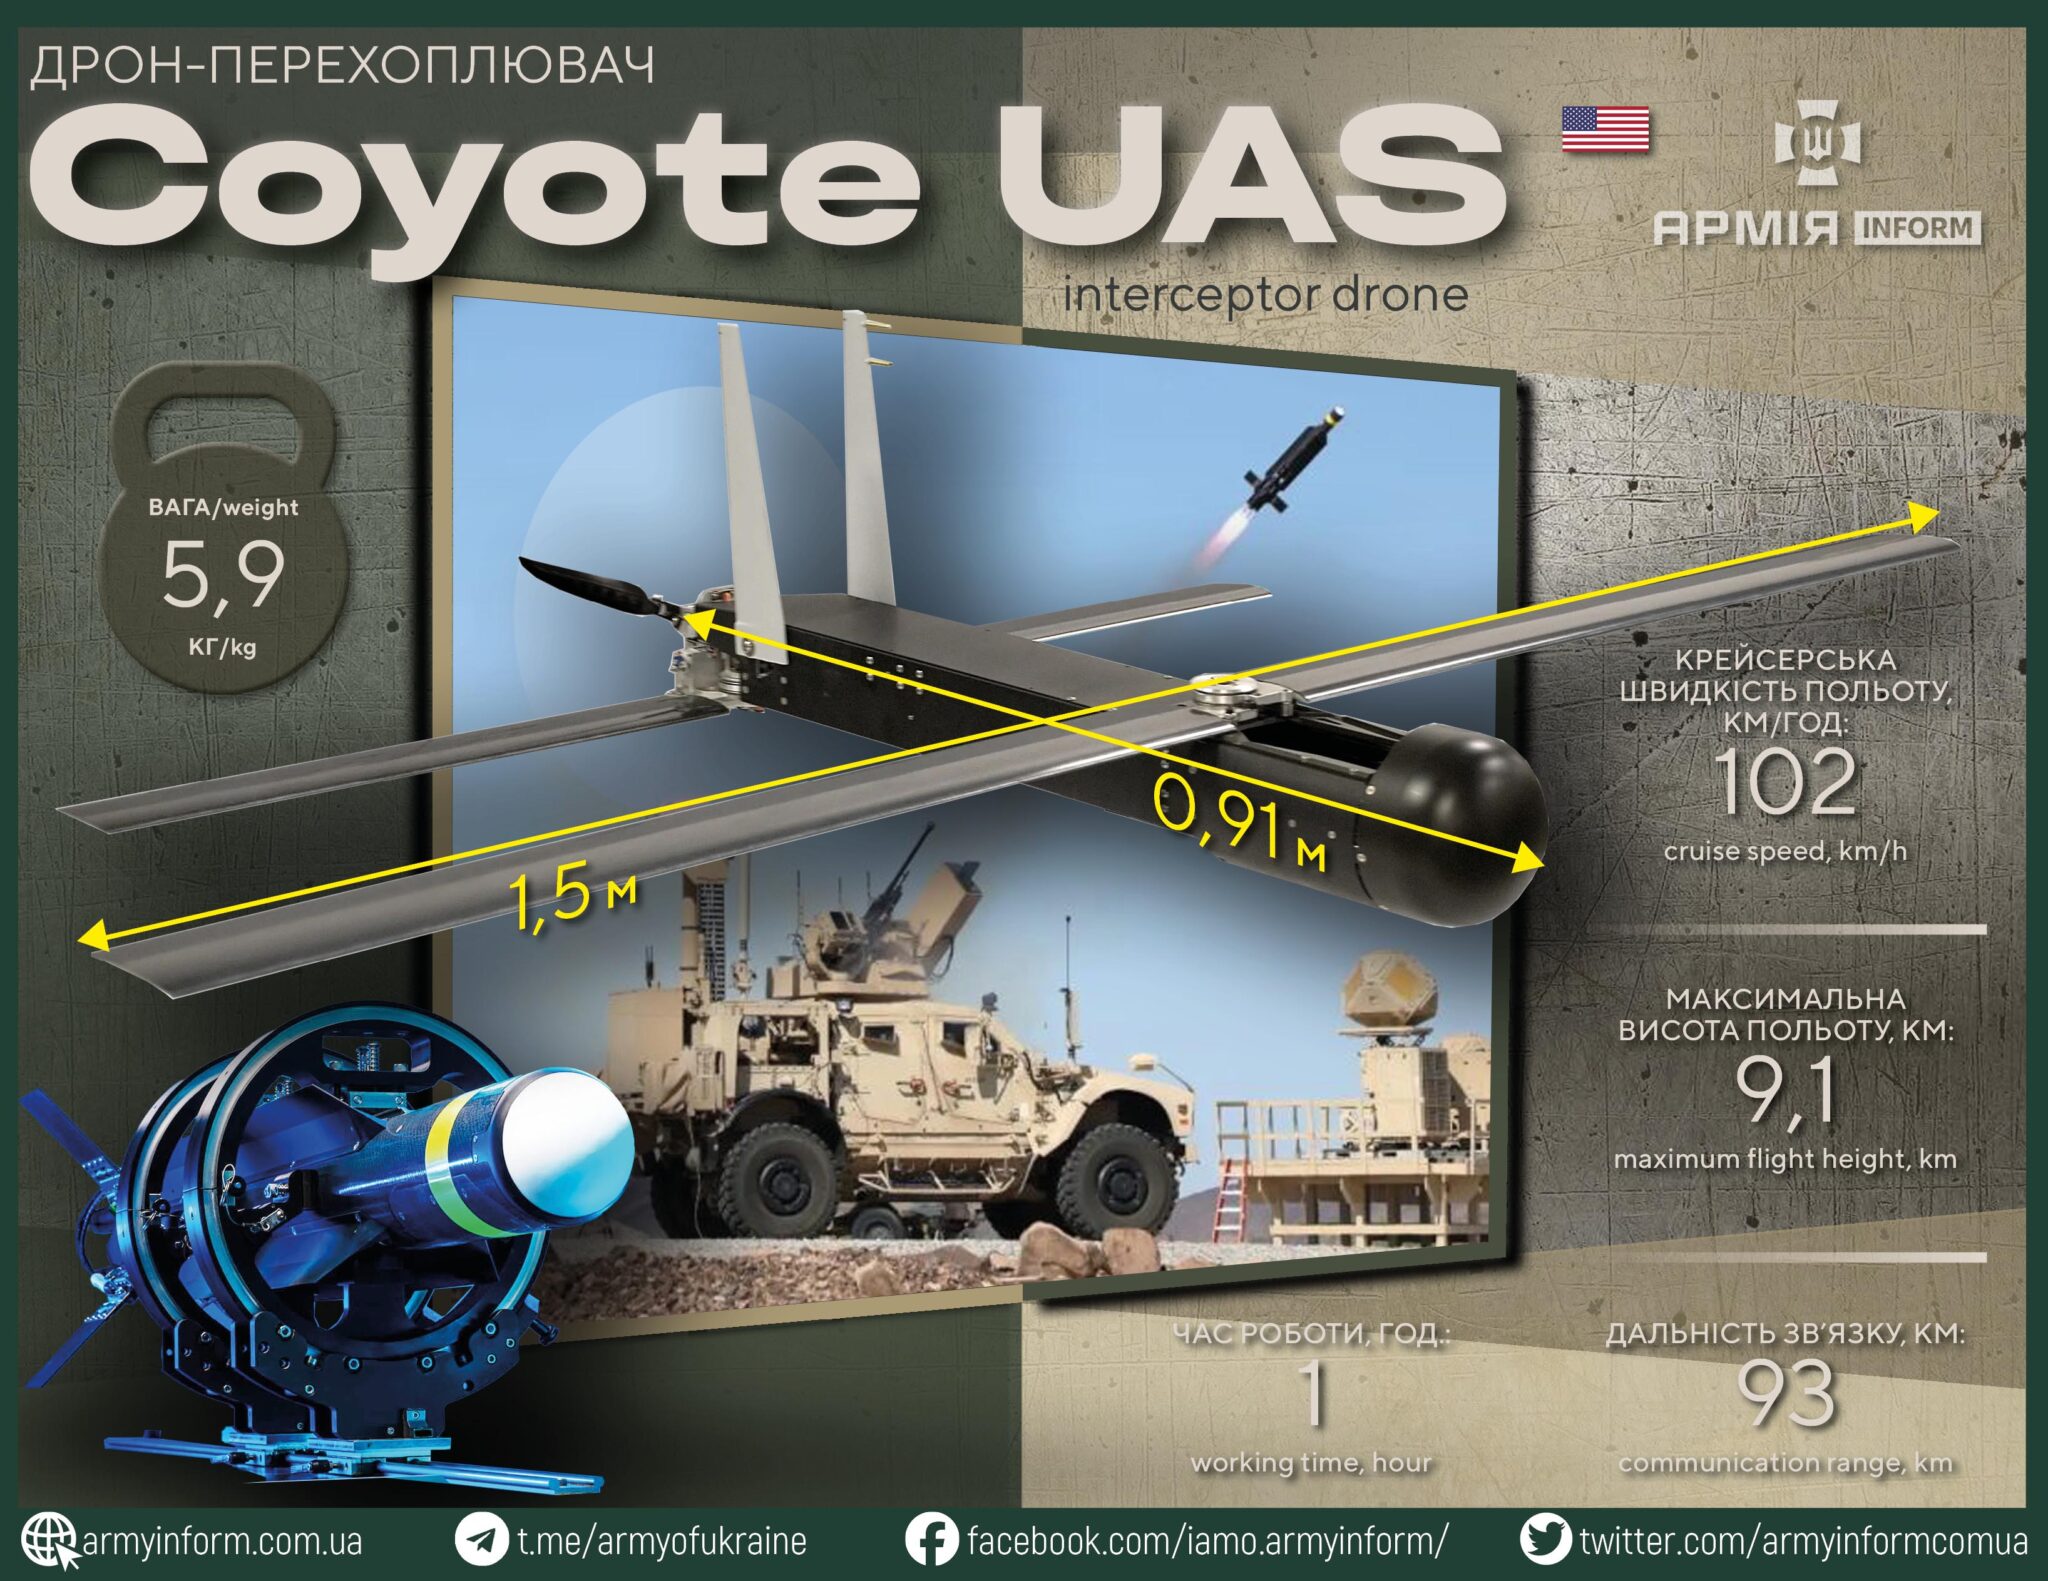 ДРОН-ПЕРЕХОПЛЮВАЧ
Coyote UAS
interceptor drone
АРМІЯ INFORM
ВАГА/weight
5,9
КГ/kg
1,5 м
0,91 м
КРЕЙСЕРСЬКА
ШВИДКІСТЬ ПОЛЬОТУ,
КМ/ГОД:
102
cruise speed, km/h
МАКСИМАЛЬНА
ВИСОТА ПОЛЬОТУ, КМ:
9,1
maximum flight height, km
ЧАС РОБОТИ, ГОД.:
1
working time, hour
ДАЛЬНІСТЬ ЗВ'ЯЗКУ, КМ:
93
communication range, km
armyinform.com.ua
t.me/armyofukraine
facebook.com/iamo.armyinform/
twitter.com/armyinformcomua